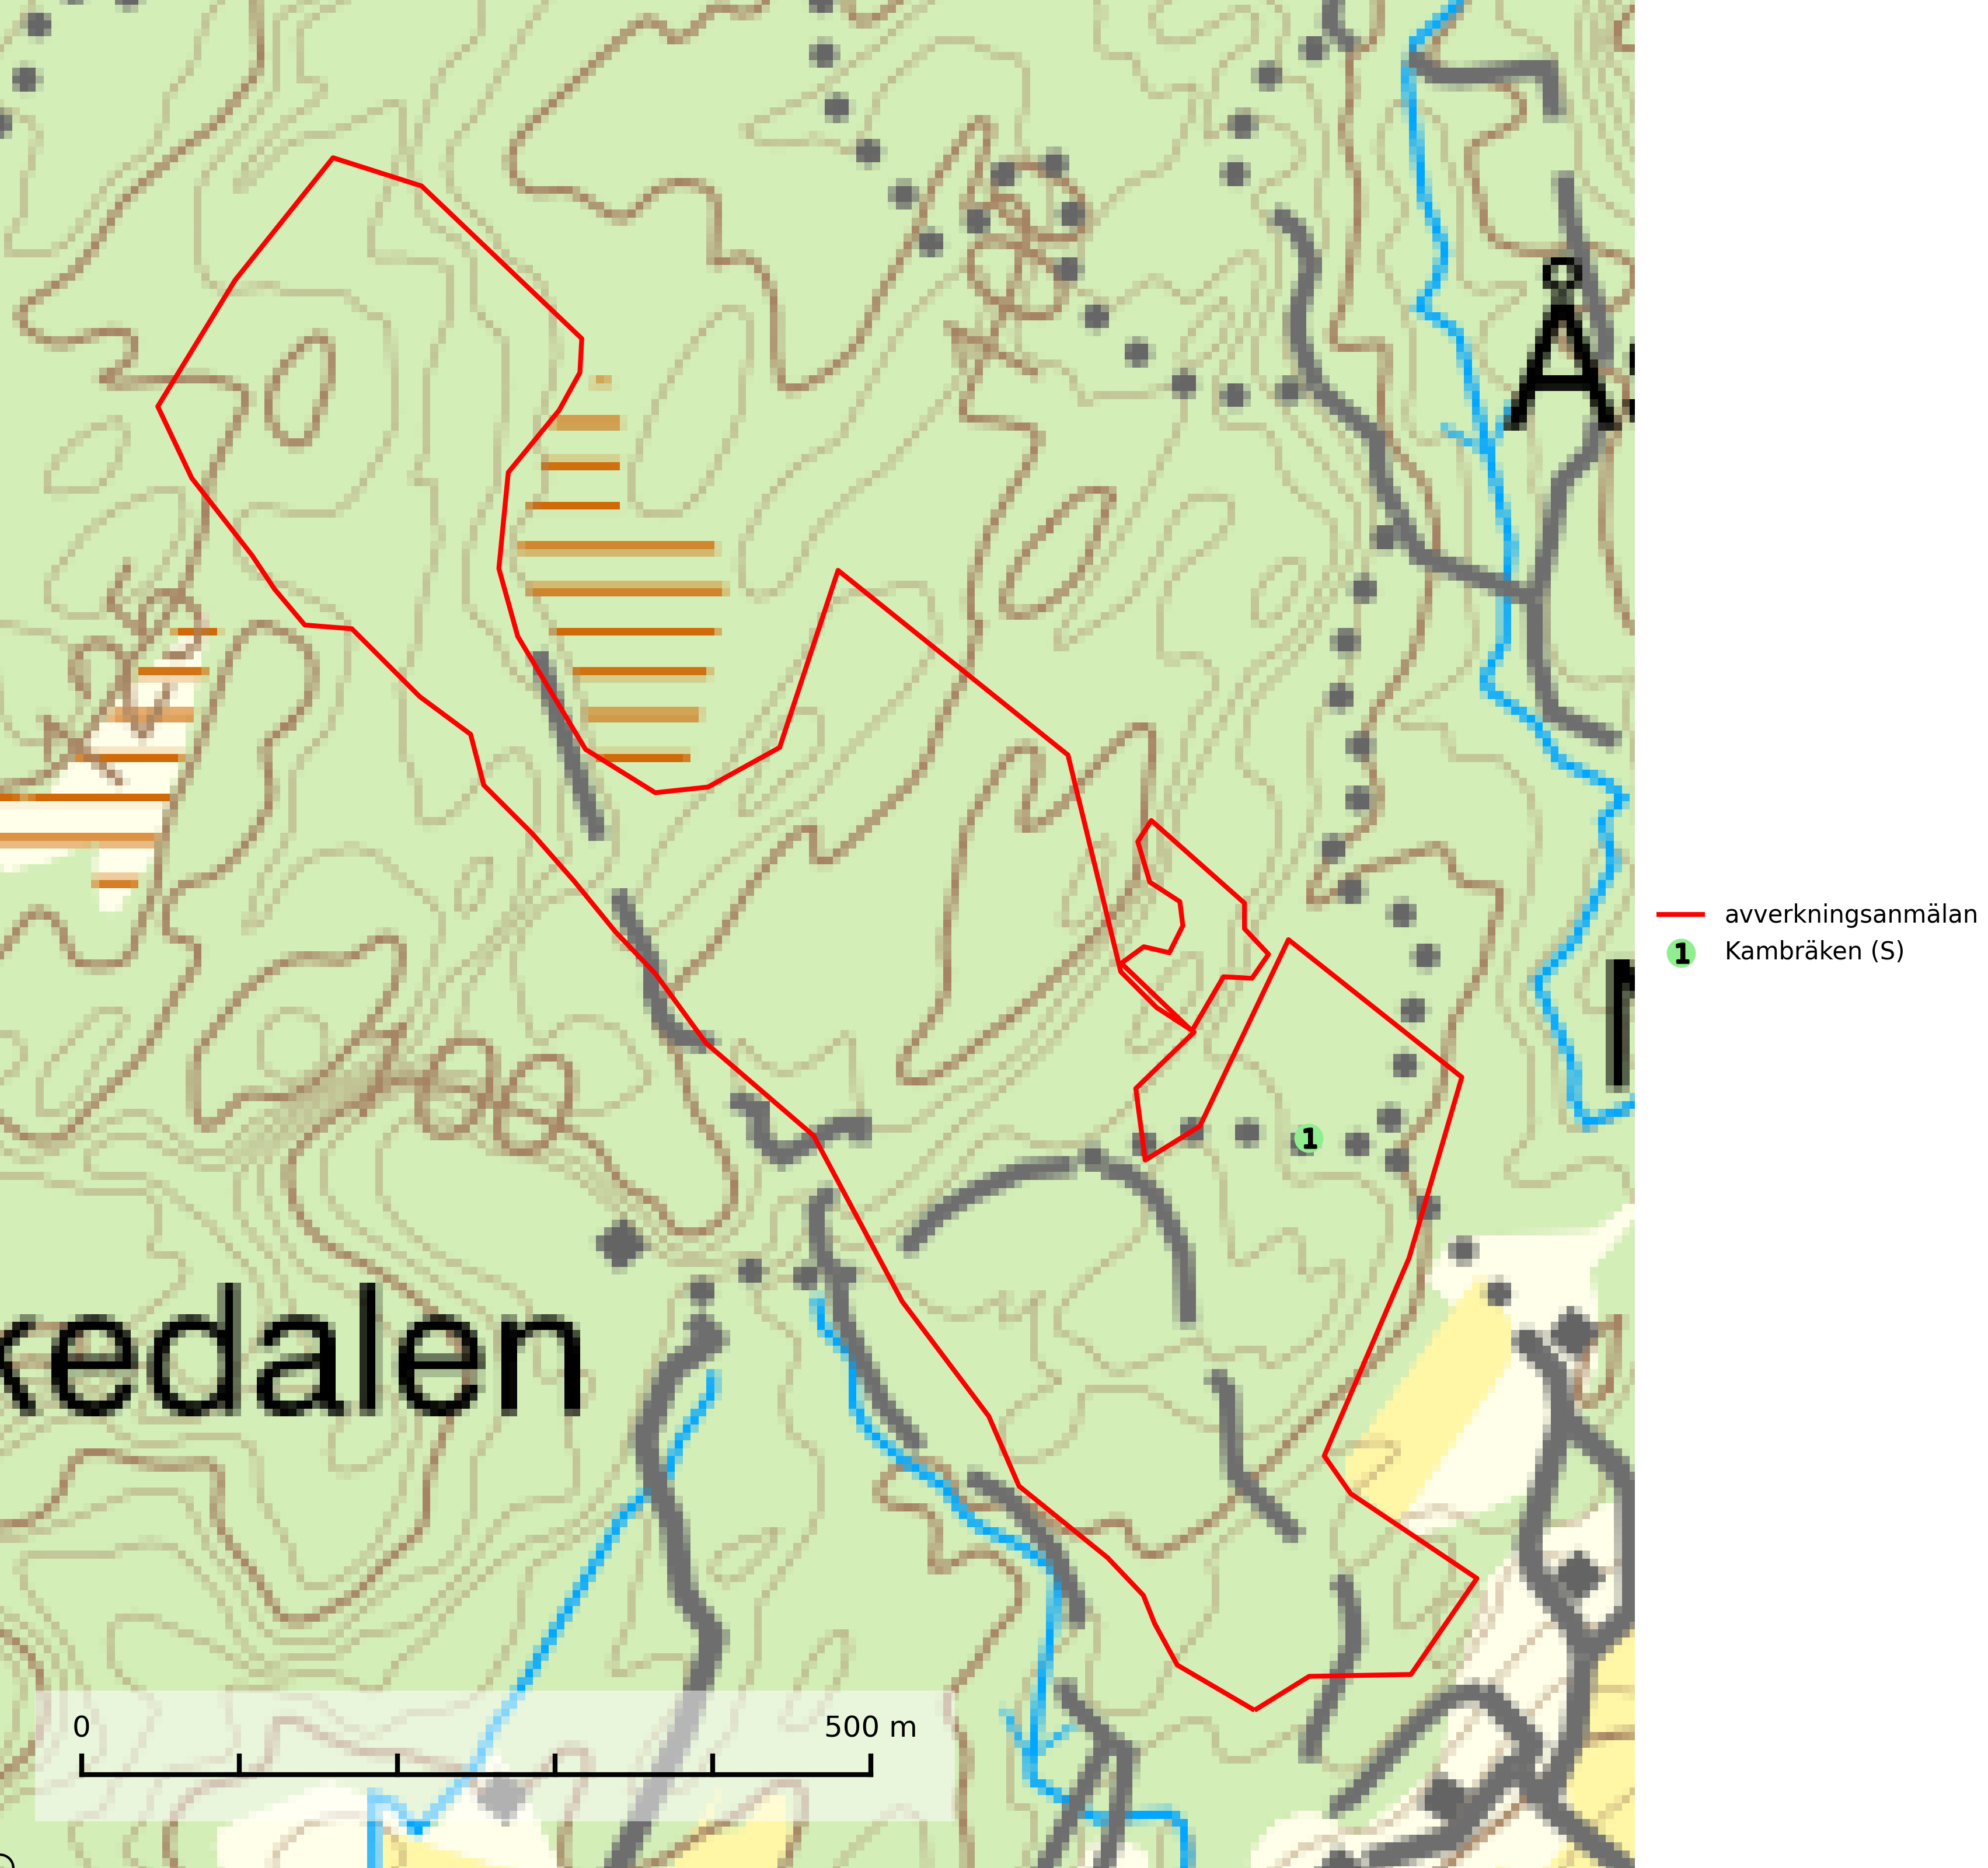 Å
avverkningsanmälan
1 Kambräken (S)
1
kedalen
0 500 m